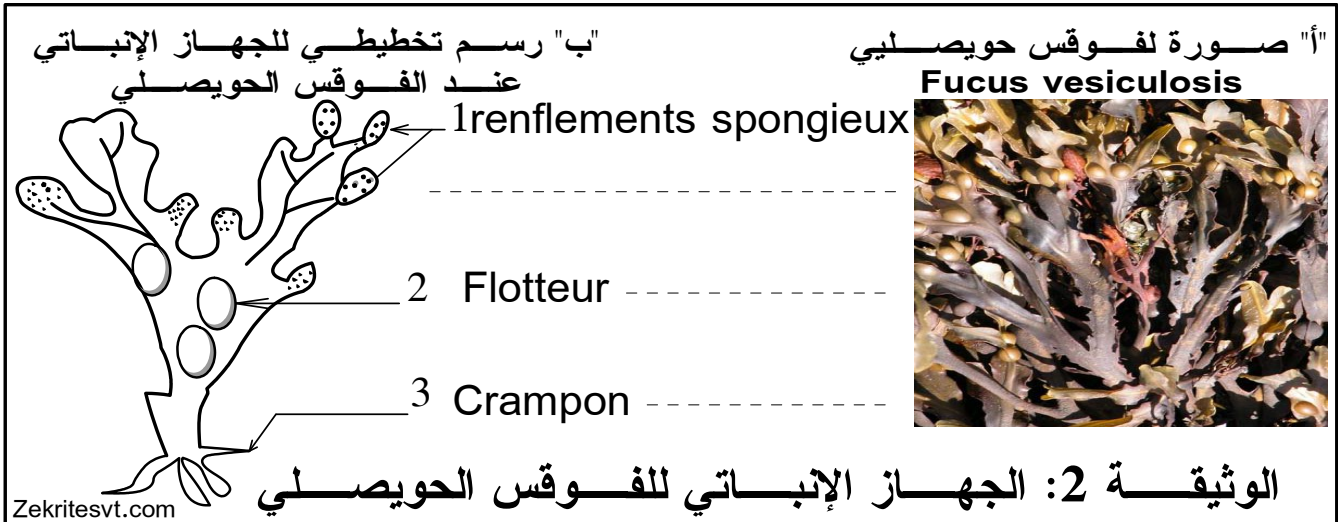 "أ" صورة لفوقس حويصليي
Fucus vesiculosis
"ب" رسم تخطيطي للجهاز الإنباتي
عند الفوقس الحويصلي
1renflements spongieux
2 Flotteur
3 Crampon
الوثيقة 2: الجهاز الإنباتي للفوقس الحويصلي
Zekritesvt.com